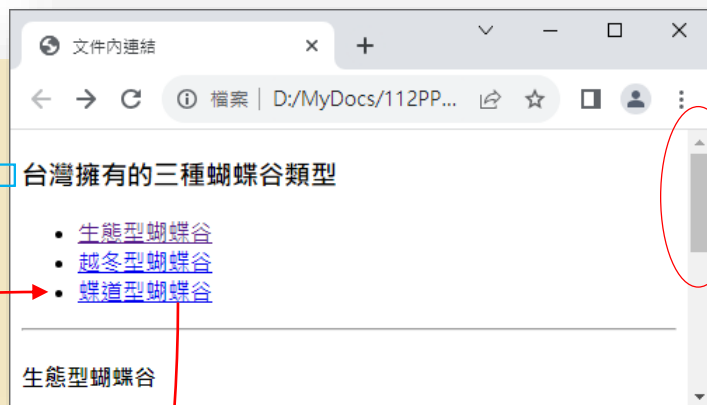 文件內連結
檔案 | D:/MyDocs/112PP...
台灣擁有的三種蝴蝶谷類型
生態型蝴蝶谷
越冬型蝴蝶谷
蝶道型蝴蝶谷
生態型蝴蝶谷